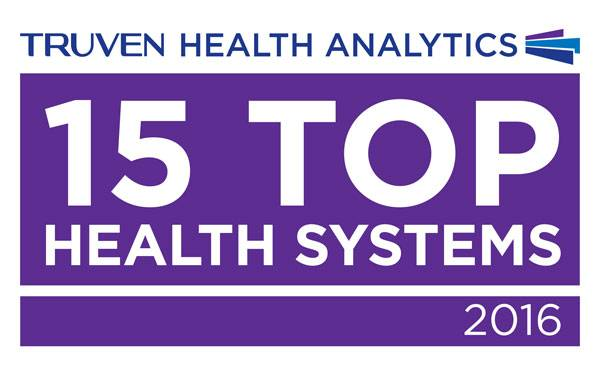 TRUVEN HEALTH ANALYTICS
15 TOP
HEALTH SYSTEMS
2016